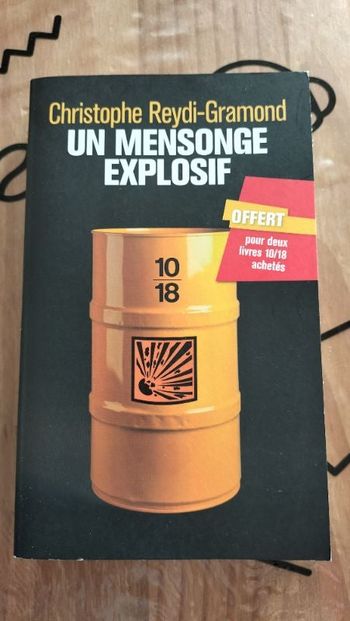 Christophe Reydi-Gramond
UN MENSONGE
EXPLOSIF
OFFERT
pour deux
livres 10/18
achetés
10
18